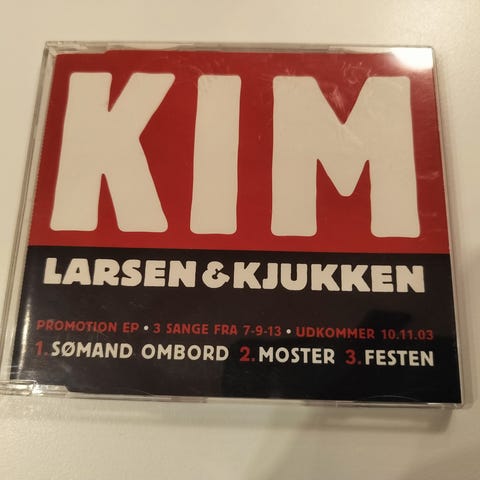 KIM
LARSEN & KJUKKEN
PROMOTION EP • 3 SANGE FRA 7-9-13 • UDKOMMER 10.11.03
1. SØMAND OMBORD 2. MOSTER 3. FESTEN